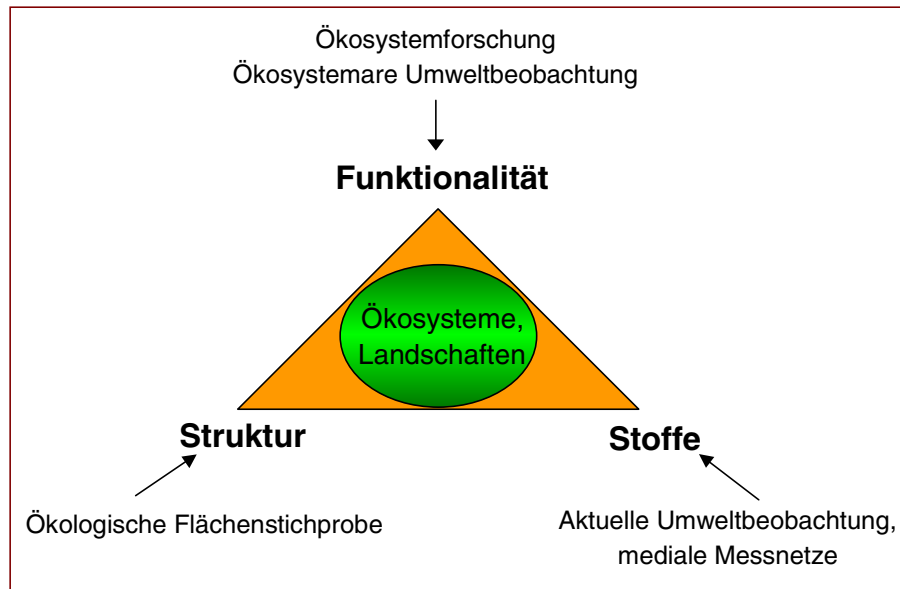 Ökosystemforschung
Ökosystemare Umweltbeobachtung
Funktionalität
Ökosysteme,
Landschaften
Struktur
Stoffe
Ökologische Flächenstichprobe
Aktuelle Umweltbeobachtung,
mediale Messnetze